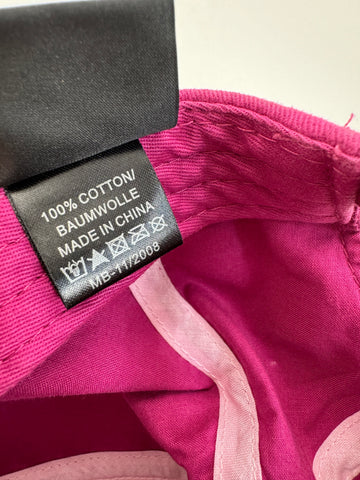 100% COTTON/
BAUMWOLLE
MADE IN CHINA
MB-11/2008